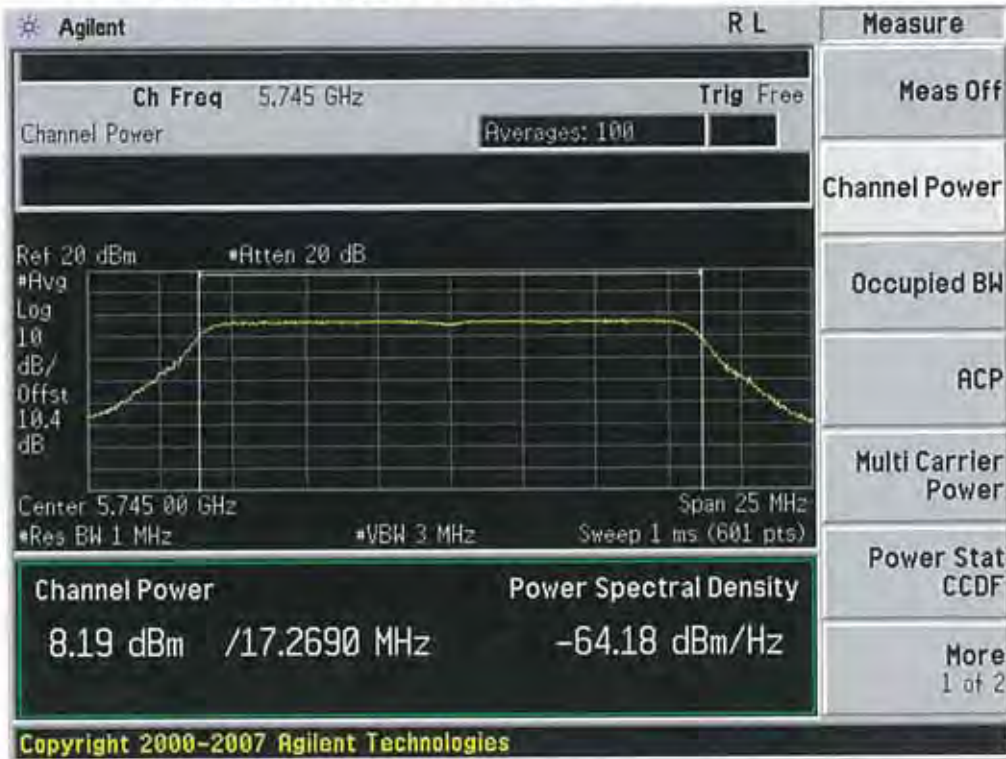 Agilent R L
Ch Freq 5.745 GHz Trig Free
Channel Power Averages: 100
Ref 20 dBm #Atten 20 dB
#Avg
Log
10
dB/
Offst
10.4
dB
Center 5.745 00 GHz Span 25 MHz
#Res BW 1 MHz #VBW 3 MHz Sweep 1 ms (601 pts)
Channel Power Power Spectral Density
8.19 dBm /17.2690 MHz -64.18 dBm/Hz
Copyright 2000-2007 Agilent Technologies
Measure
Meas Off
Channel Power
Occupied BW
ACP
Multi Carrier
Power
Power Stat
CCDF
More
1 of 2